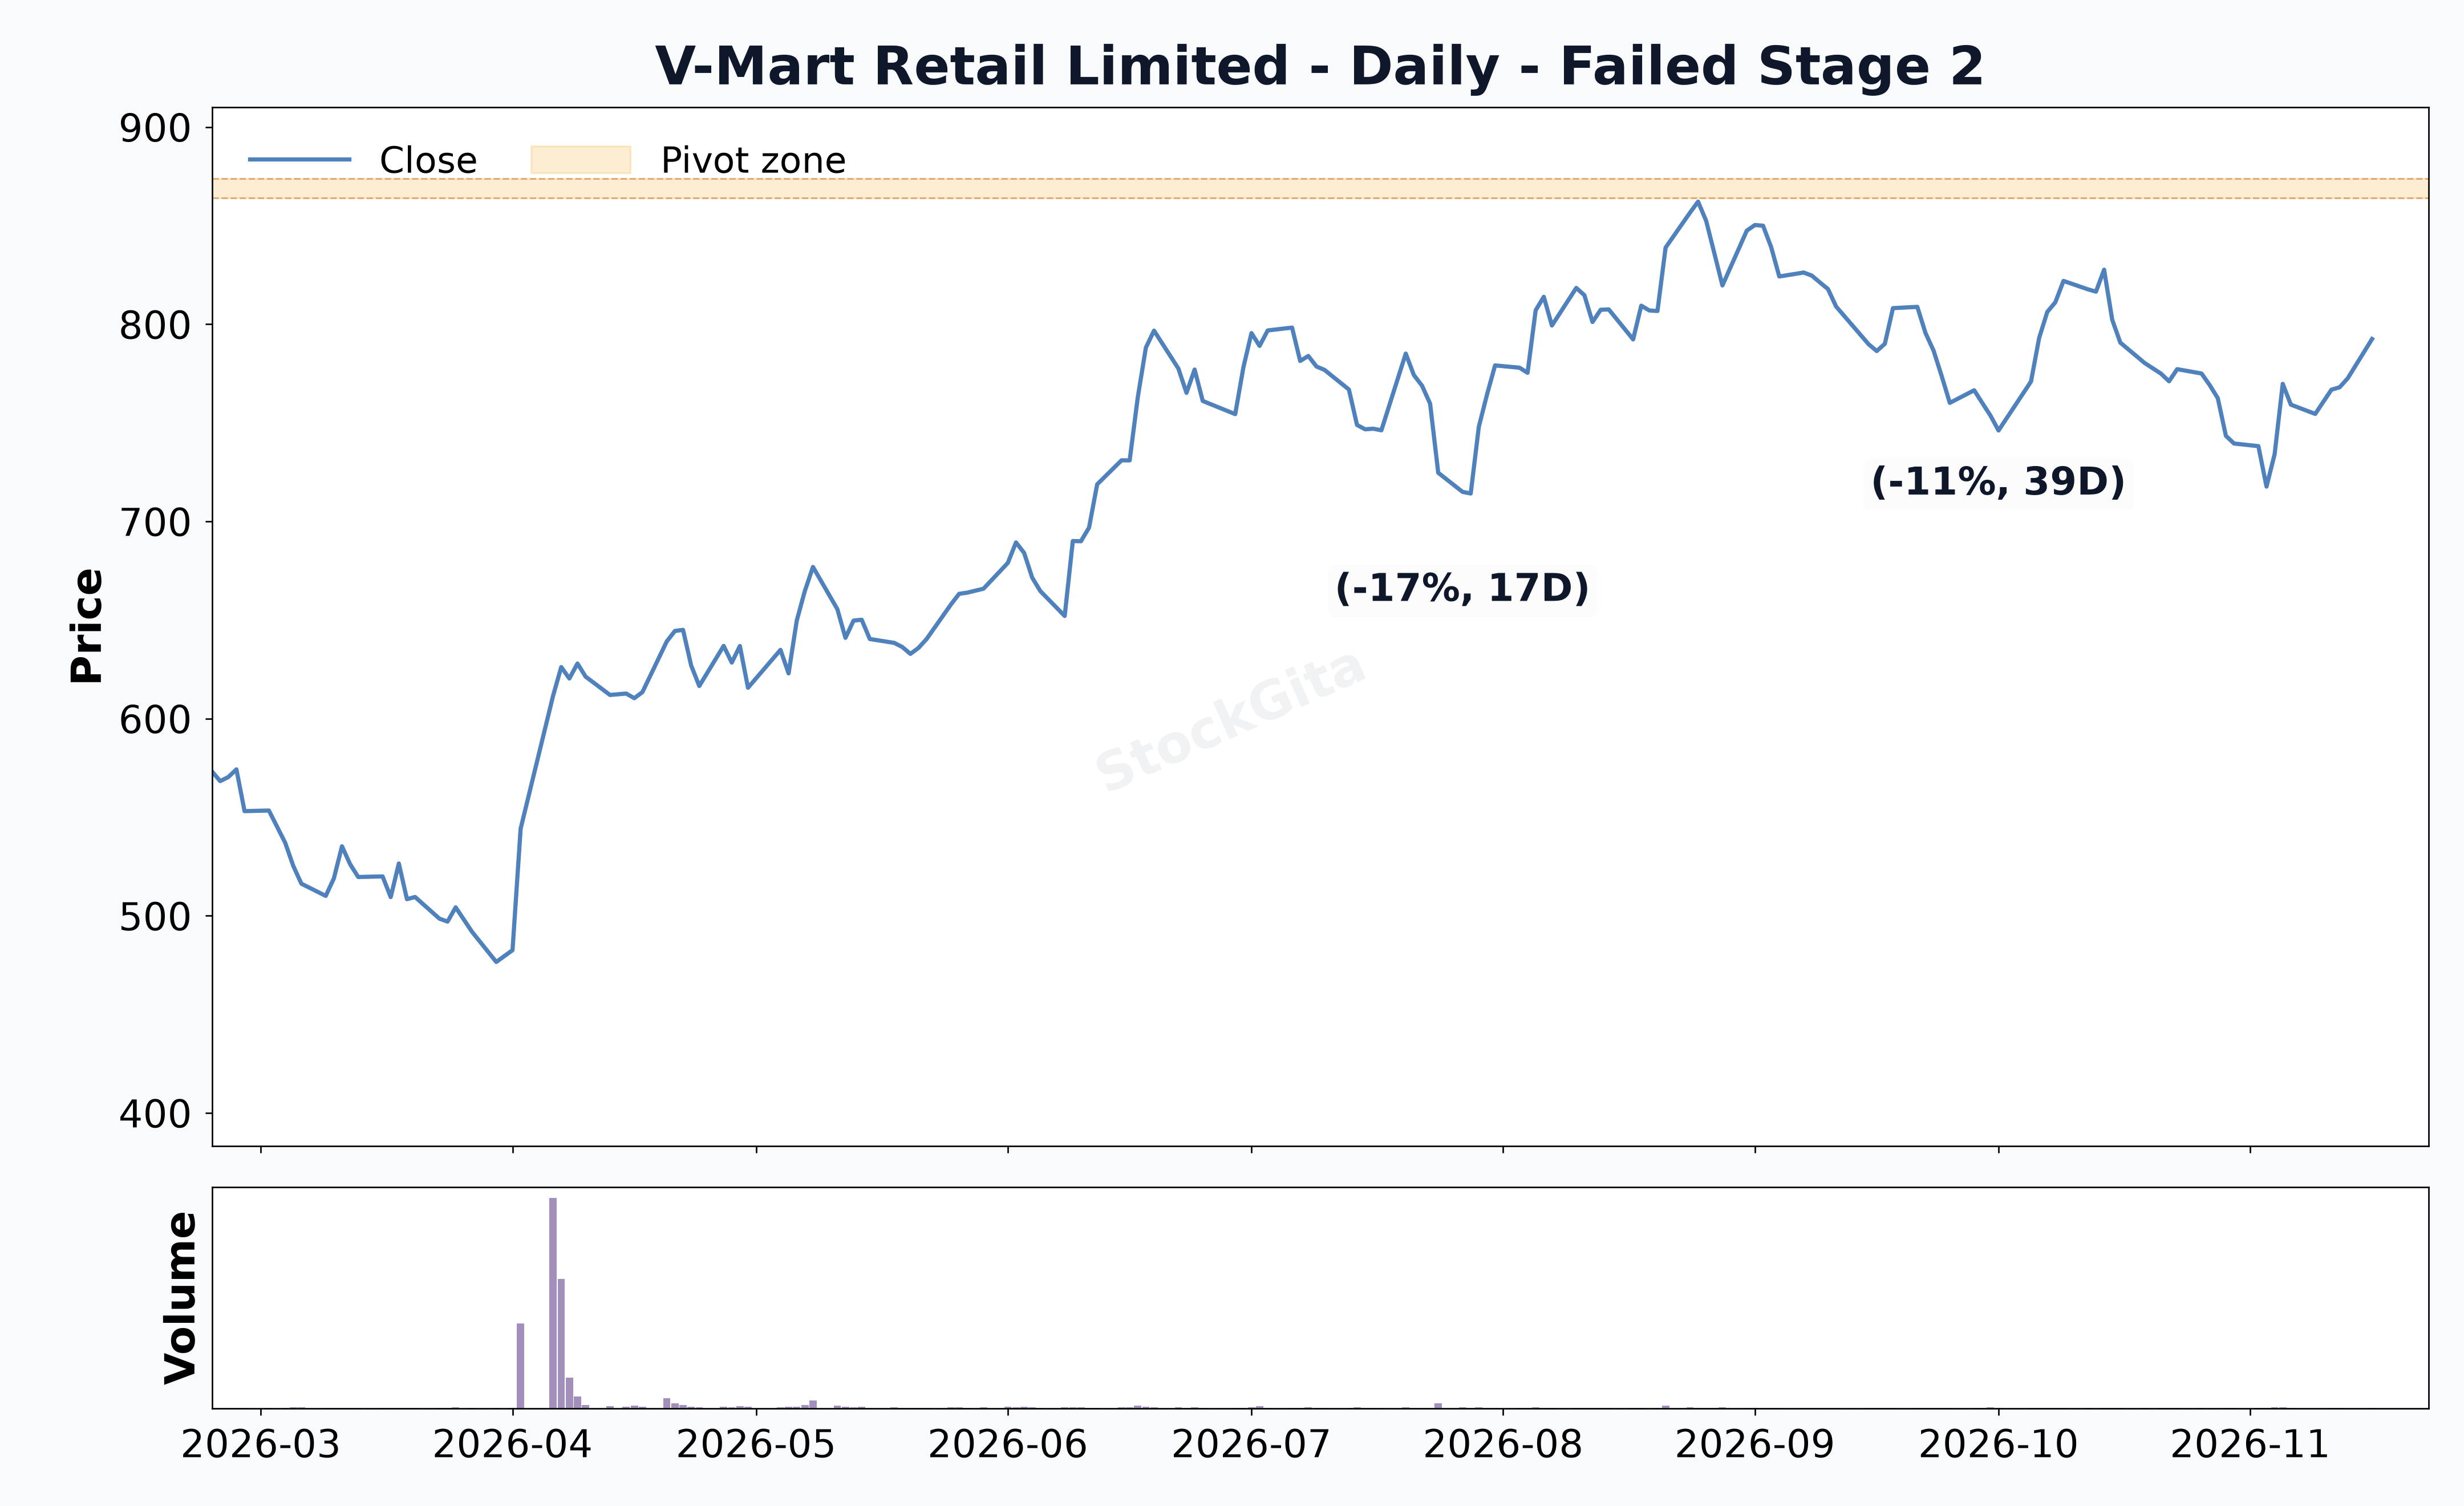 V-Mart Retail Limited - Daily - Failed Stage 2
Close
Pivot zone
Price
900
800
700
600
500
400
(-11%, 39D)
(-17%, 17D)
StockGita
Volume
2026-03
2026-04
2026-05
2026-06
2026-07
2026-08
2026-09
2026-10
2026-11